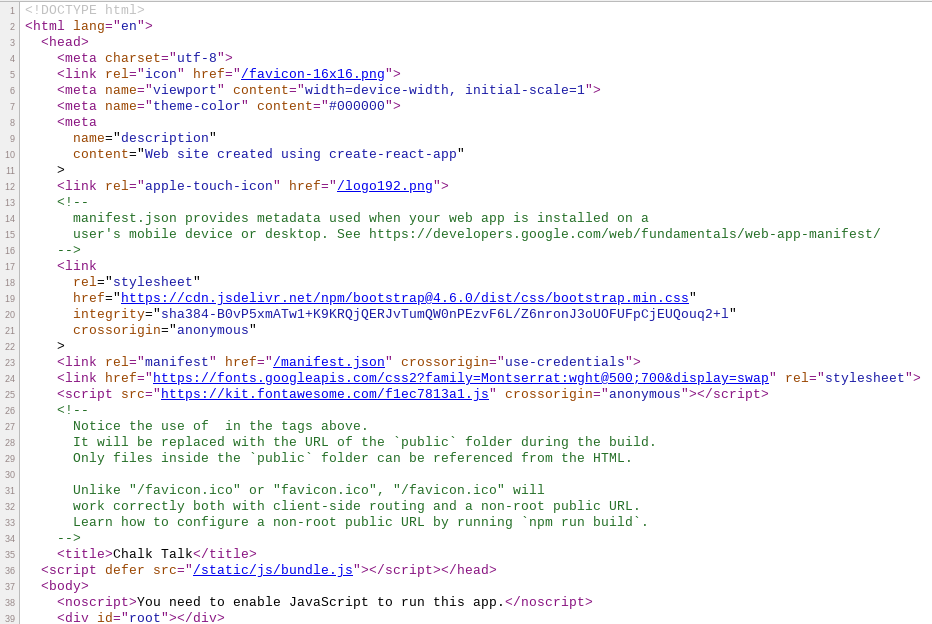 1 <!DOCTYPE html>
2 <html lang="en">
3 <head>
4 <meta charset="utf-8">
5 <link rel="icon" href="/favicon-16x16.png">
6 <meta name="viewport" content="width=device-width, initial-scale=1">
7 <meta name="theme-color" content="#000000">
8 <meta
9 name="description"
10 content="Web site created using create-react-app"
11 >
12 <link rel="apple-touch-icon" href="/logo192.png">
13 <!--
14 manifest.json provides metadata used when your web app is installed on a
15 user's mobile device or desktop. See https://developers.google.com/web/fundamentals/web-app-manifest/
16 -->
17 <link
18 rel="stylesheet"
19 href="https://cdn.jsdelivr.net/npm/bootstrap@4.6.0/dist/css/bootstrap.min.css"
20 integrity="sha384-B0vP5xmATw1+K9KRQjQERJvTumQW0nPEzvF6L/Z6nronJ3oUOFUFpCjEUQouq2+l"
21 crossorigin="anonymous"
22 >
23 <link rel="manifest" href="/manifest.json" crossorigin="use-credentials">
24 <link href="https://fonts.googleapis.com/css2?family=Montserrat:wght@500;700&display=swap" rel="stylesheet">
25 <script src="https://kit.fontawesome.com/f1ec7813a1.js" crossorigin="anonymous"></script>
26 <!--
27 Notice the use of  in the tags above.
28 It will be replaced with the URL of the `public` folder during the build.
29 Only files inside the `public` folder can be referenced from the HTML.
30
31 Unlike "/favicon.ico" or "favicon.ico", "/favicon.ico" will
32 work correctly both with client-side routing and a non-root public URL.
33 Learn how to configure a non-root public URL by running `npm run build`.
34 -->
35 <title>Chalk Talk</title>
36 <script defer src="/static/js/bundle.js"></script></head>
37 <body>
38 <noscript>You need to enable JavaScript to run this app.</noscript>
39 <div id="root"></div>